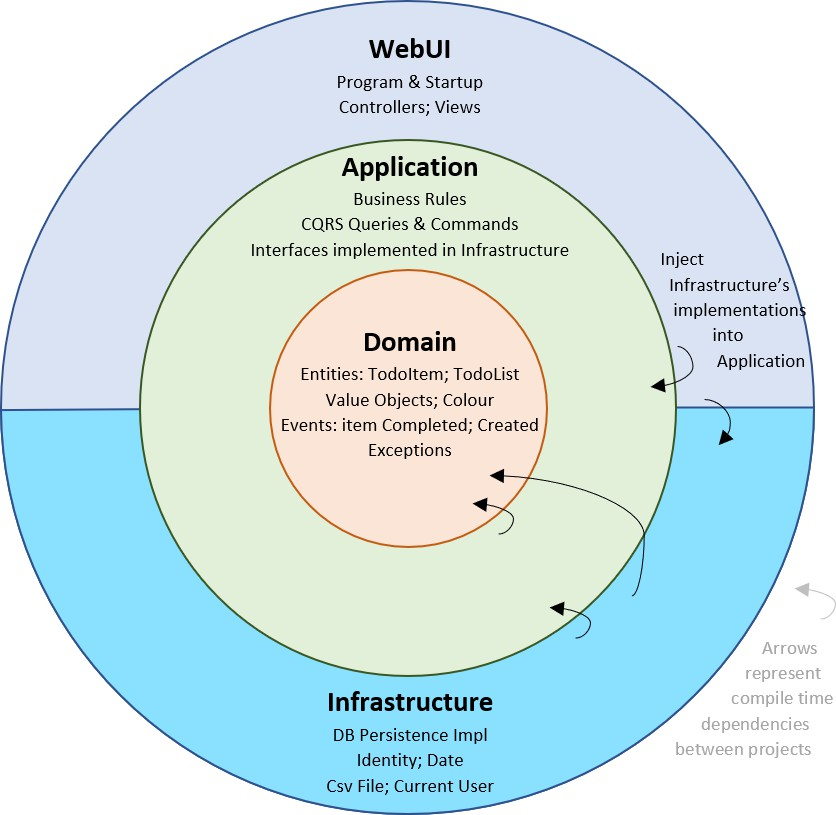 WebUI
Program & Startup
Controllers; Views
Application
Business Rules
CQRS Queries & Commands
Interfaces implemented in Infrastructure
Inject
Infrastructure’s
implementations
into
Application
Domain
Entities: TodoItem; TodoList
Value Objects; Colour
Events: item Completed; Created
Exceptions
Infrastructure
DB Persistence Impl
Identity; Date
Csv File; Current User
Arrows
represent
compile time
dependencies
between projects